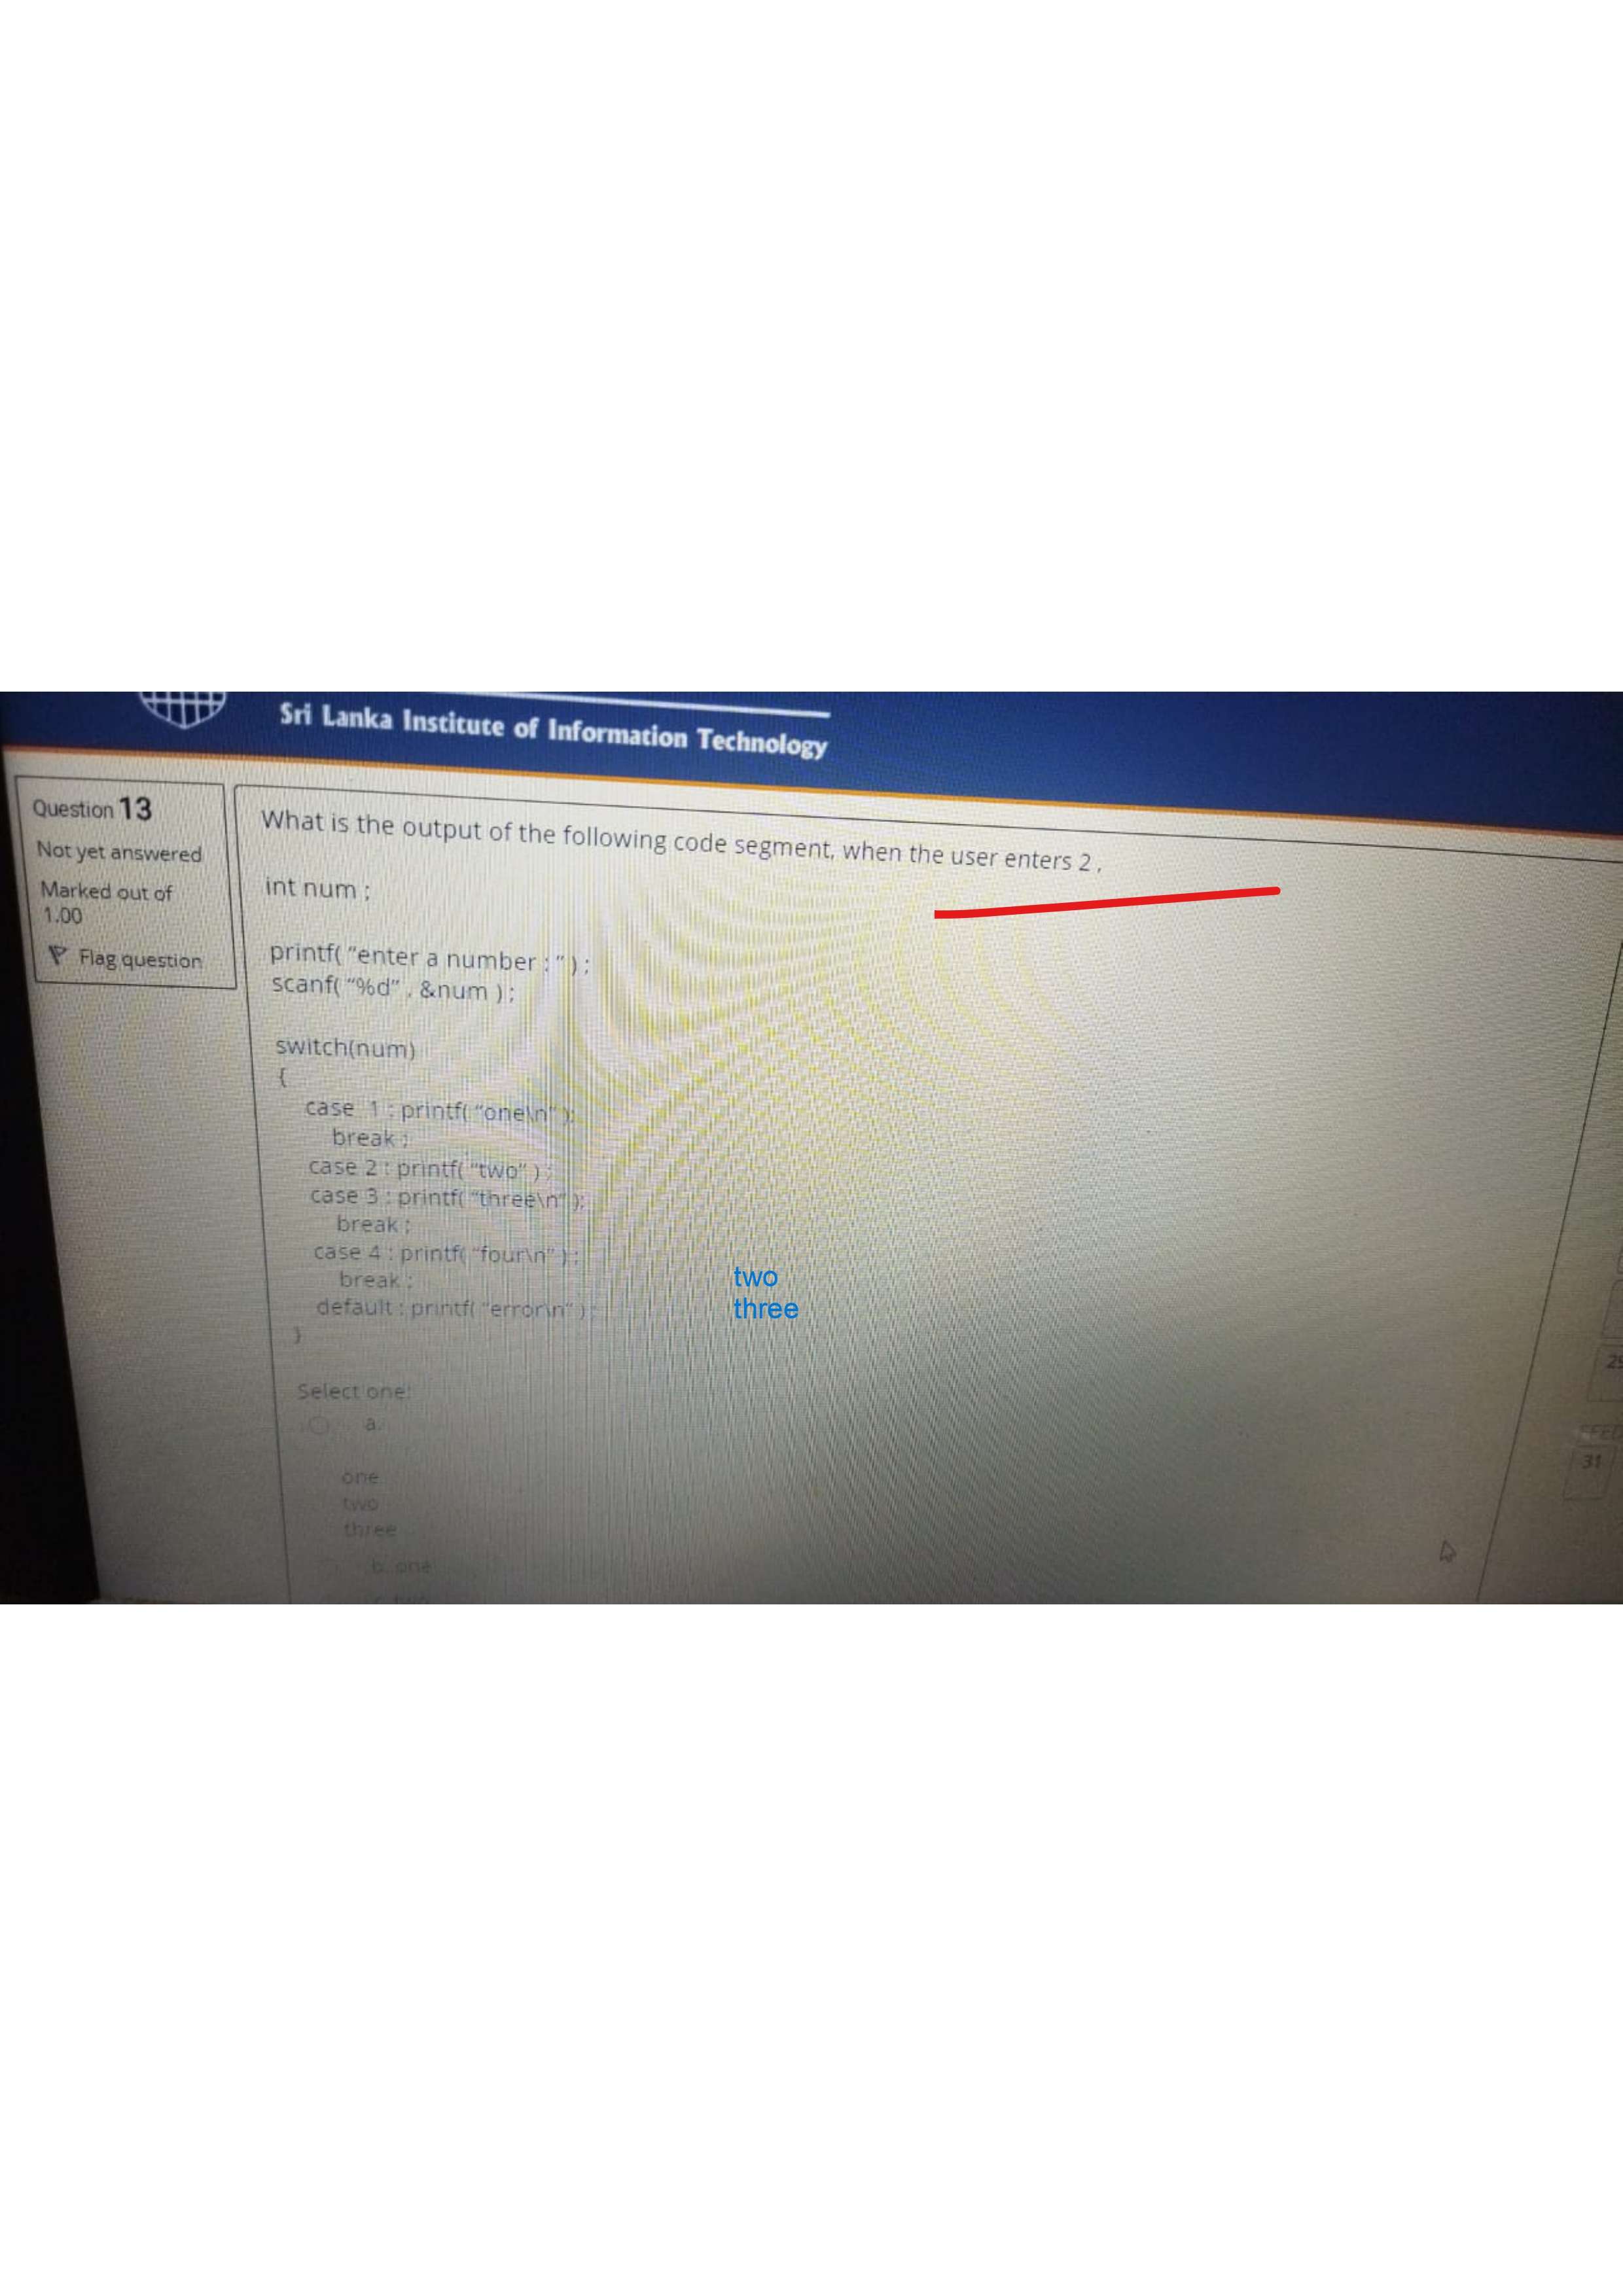 Sri Lanka Institute of Information Technology
Question 13
Not yet answered
Marked out of
1.00
Flag question
What is the output of the following code segment, when the user enters 2 ,
int num ;
printf( “enter a number : ” ) ;
scanf( “%d” , &num ) ;
switch(num)
{
case 1 : printf( “one\n” );
break ;
case 2 : printf( “two” ) ;
case 3 : printf( “three\n” );
break ;
case 4 : printf( “four\n” ) ;
break ;
default : printf( “error\n” ) ;
}
two
three
Select one:
a.
one
two
three
b. one
31